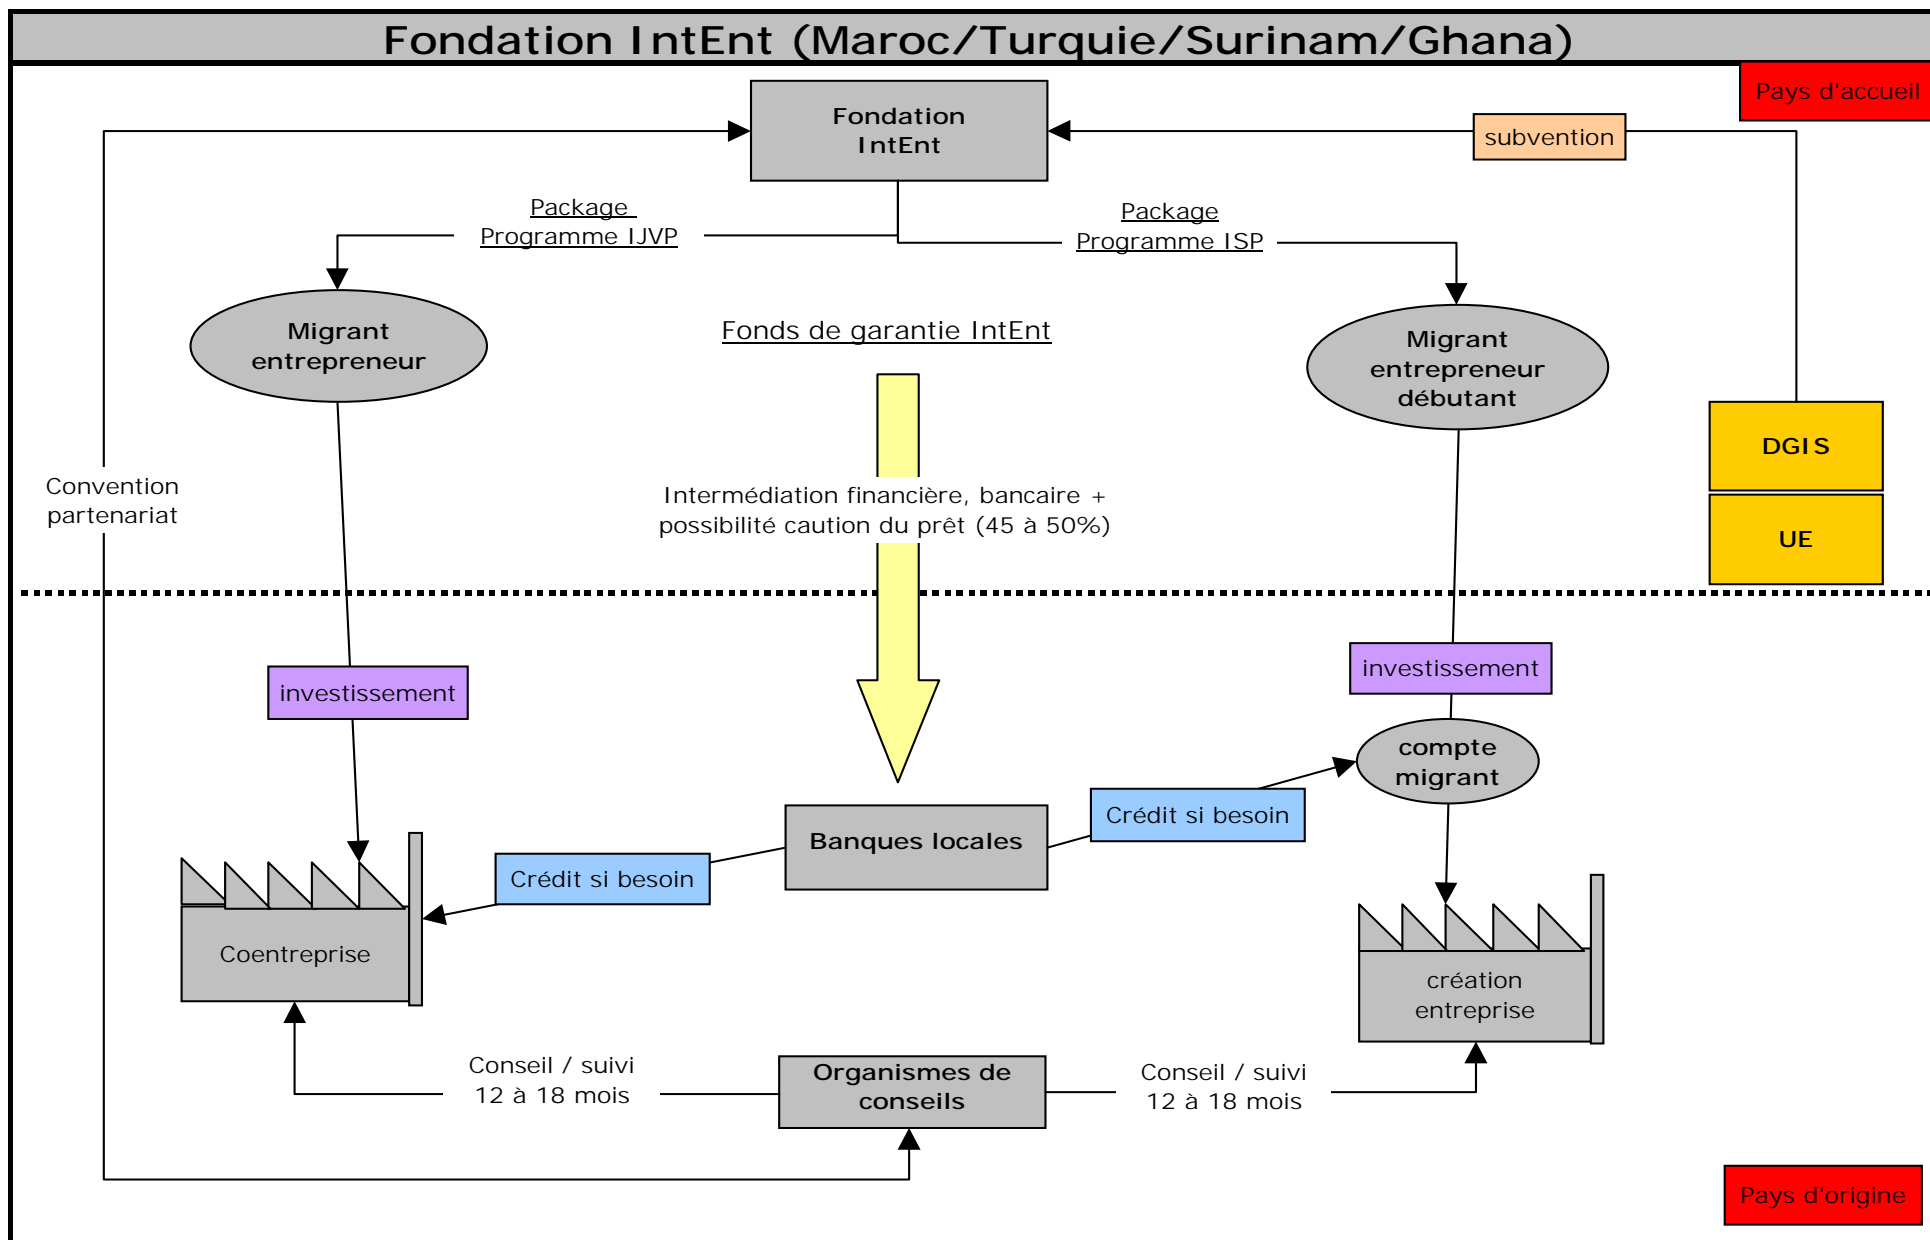 Fondation IntEnt (Maroc/Turquie/Surinam/Ghana)
Pays d'accueil
Fondation
IntEnt
subvention
Package
Programme IJVP
Package
Programme ISP
Migrant
entrepreneur
Fonds de garantie IntEnt
Migrant
entrepreneur
débutant
DGIS
UE
Convention
partenariat
Intermédiation financière, bancaire +
possibilité caution du prêt (45 à 50%)
investissement
investissement
compte
migrant
Banques locales
Crédit si besoin
Crédit si besoin
Coentreprise
création
entreprise
Conseil / suivi
12 à 18 mois
Organismes de
conseils
Conseil / suivi
12 à 18 mois
Pays d'origine